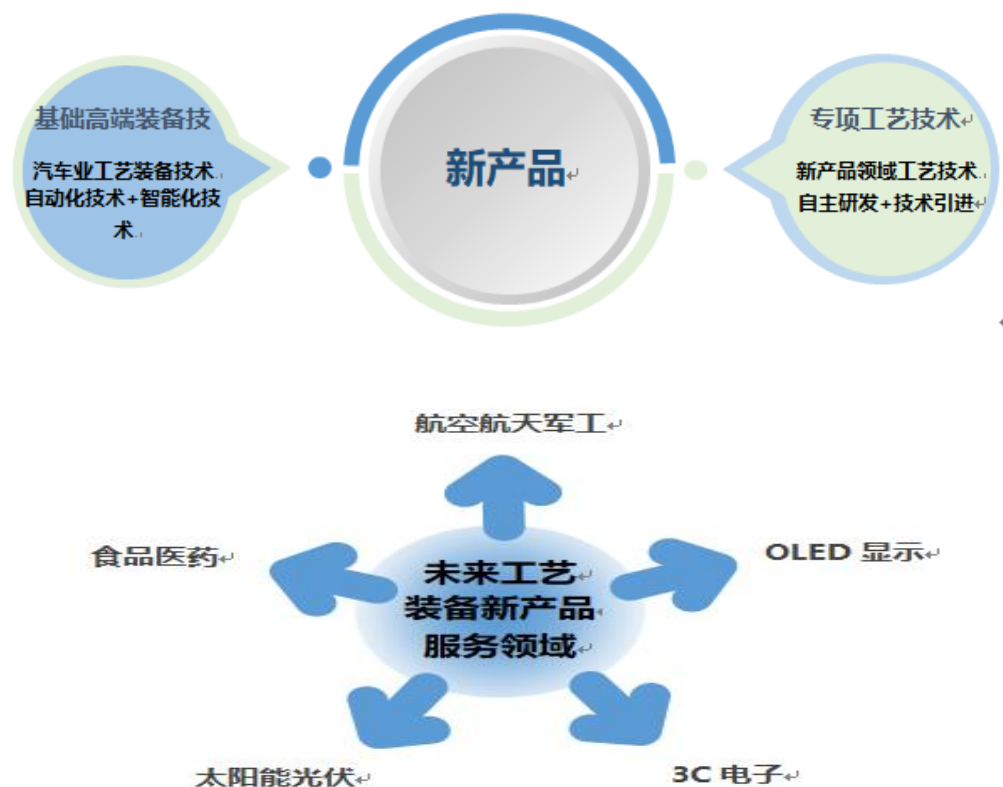 基础高端装备技
汽车业工艺装备技术
自动化技术+智能化技
术
新产品
专项工艺技术
新产品领域工艺技术
自主研发+技术引进
航空航天军工
食品医药
OLED 显示
未来工艺
装备新产品
服务领域
太阳能光伏
3C 电子